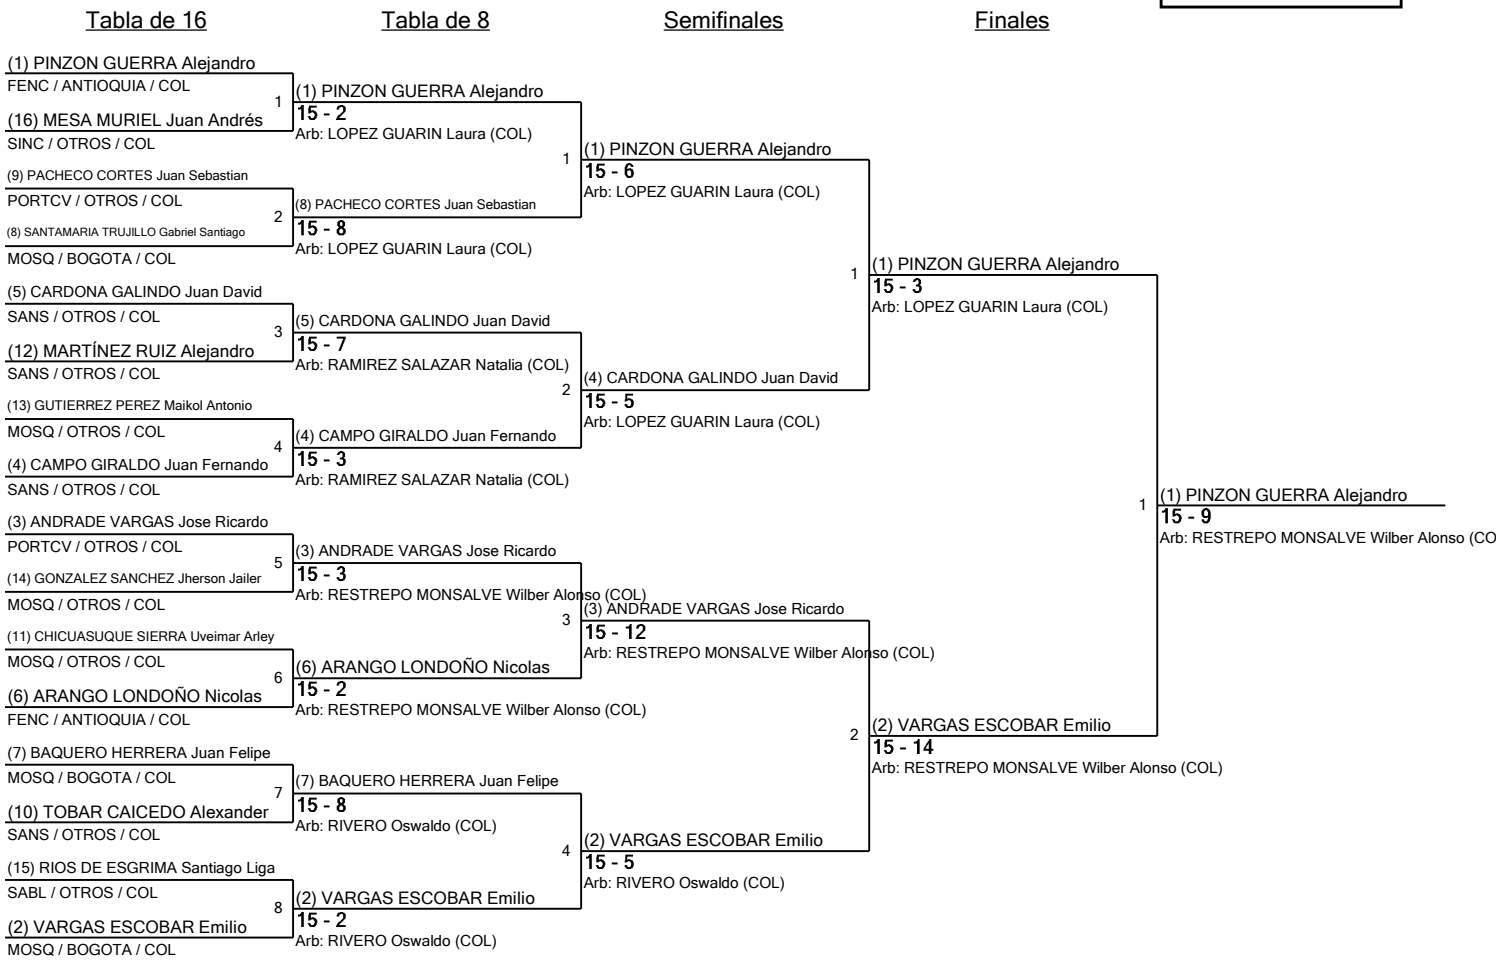 Tabla de 16
Tabla de 8
Semifinales
Finales
(1) PINZON GUERRA Alejandro
FENC / ANTIOQUIA / COL
1
(16) MESA MURIEL Juan Andrés
SINC / OTROS / COL
(9) PACHECO CORTES Juan Sebastian
PORTCV / OTROS / COL
2
(8) SANTAMARIA TRUJILLO Gabriel Santiago
MOSQ / BOGOTA / COL
(5) CARDONA GALINDO Juan David
SANS / OTROS / COL
3
(12) MARTÍNEZ RUIZ Alejandro
SANS / OTROS / COL
(13) GUTIERREZ PEREZ Maikol Antonio
MOSQ / OTROS / COL
4
(4) CAMPO GIRALDO Juan Fernando
SANS / OTROS / COL
(3) ANDRADE VARGAS Jose Ricardo
PORTCV / OTROS / COL
5
(14) GONZALEZ SANCHEZ Jherson Jailer
MOSQ / OTROS / COL
(11) CHICUASUQUE SIERRA Uveimar Arley
MOSQ / OTROS / COL
6
(6) ARANGO LONDOÑO Nicolas
FENC / ANTIOQUIA / COL
(7) BAQUERO HERRERA Juan Felipe
MOSQ / BOGOTA / COL
7
(10) TOBAR CAICEDO Alexander
SANS / OTROS / COL
(15) RIOS DE ESGRIMA Santiago Liga
SABL / OTROS / COL
8
(2) VARGAS ESCOBAR Emilio
MOSQ / BOGOTA / COL
(1) PINZON GUERRA Alejandro
15 - 2
Arb: LOPEZ GUARIN Laura (COL)
1
(8) PACHECO CORTES Juan Sebastian
15 - 8
Arb: LOPEZ GUARIN Laura (COL)
(5) CARDONA GALINDO Juan David
15 - 7
Arb: RAMIREZ SALAZAR Natalia (COL)
2
(4) CAMPO GIRALDO Juan Fernando
15 - 3
Arb: RAMIREZ SALAZAR Natalia (COL)
(3) ANDRADE VARGAS Jose Ricardo
15 - 3
Arb: RESTREPO MONSALVE Wilber Alonso (COL)
3
(6) ARANGO LONDOÑO Nicolas
15 - 2
Arb: RESTREPO MONSALVE Wilber Alonso (COL)
(7) BAQUERO HERRERA Juan Felipe
15 - 8
Arb: RIVERO Oswaldo (COL)
4
(2) VARGAS ESCOBAR Emilio
15 - 2
Arb: RIVERO Oswaldo (COL)
(1) PINZON GUERRA Alejandro
15 - 6
Arb: LOPEZ GUARIN Laura (COL)
1
(4) CARDONA GALINDO Juan David
15 - 5
Arb: LOPEZ GUARIN Laura (COL)
(3) ANDRADE VARGAS Jose Ricardo
15 - 12
Arb: RESTREPO MONSALVE Wilber Alonso (COL)
2
(2) VARGAS ESCOBAR Emilio
15 - 5
Arb: RIVERO Oswaldo (COL)
(1) PINZON GUERRA Alejandro
15 - 3
Arb: LOPEZ GUARIN Laura (COL)
1
(2) VARGAS ESCOBAR Emilio
15 - 14
Arb: RESTREPO MONSALVE Wilber Alonso (COL)
(1) PINZON GUERRA Alejandro
15 - 9
Arb: RESTREPO MONSALVE Wilber Alonso (CO